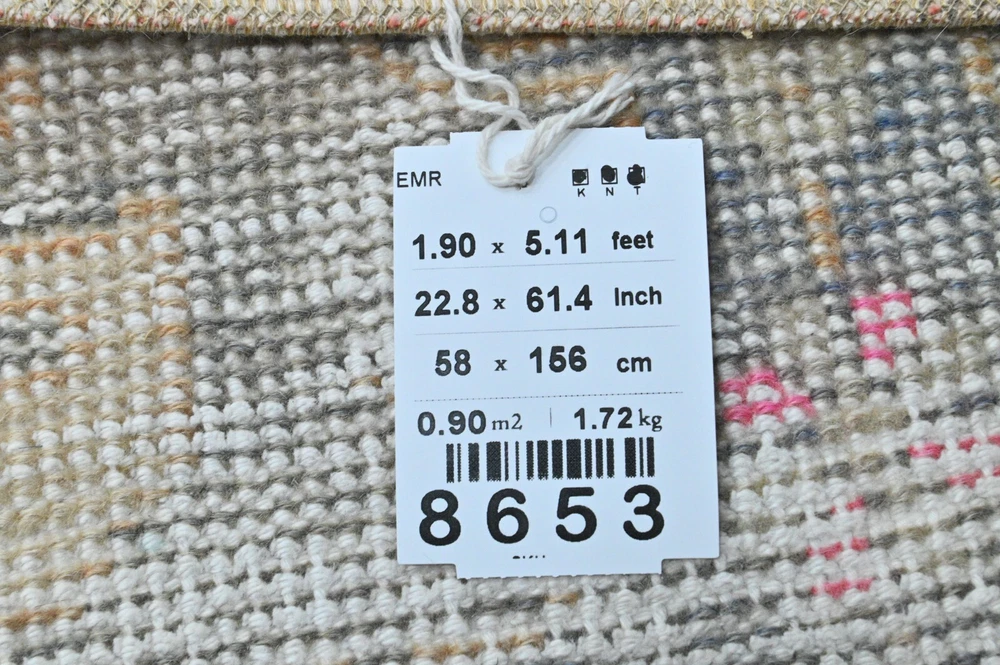 EMR
K N T
1.90 x 5.11 feet
22.8 x 61.4 Inch
58 x 156 cm
0.90 m2 | 1.72 kg
8653